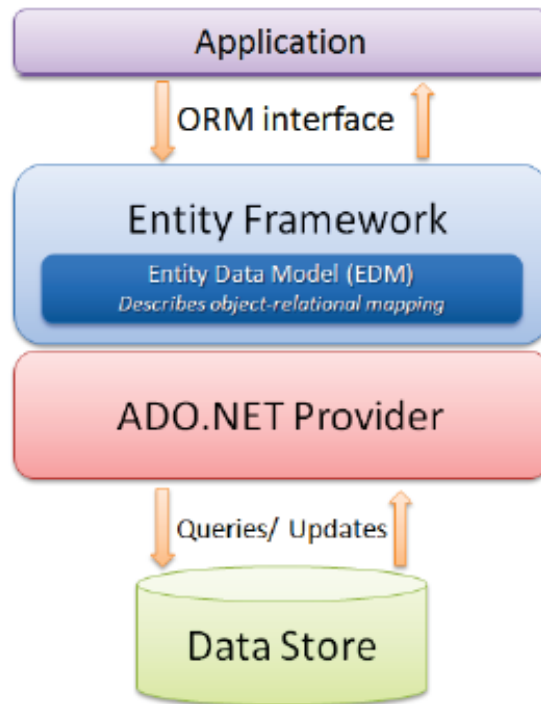 Application
ORM interface
Entity Framework
Entity Data Model (EDM)
Describes object-relational mapping
ADO.NET Provider
Queries/ Updates
Data Store